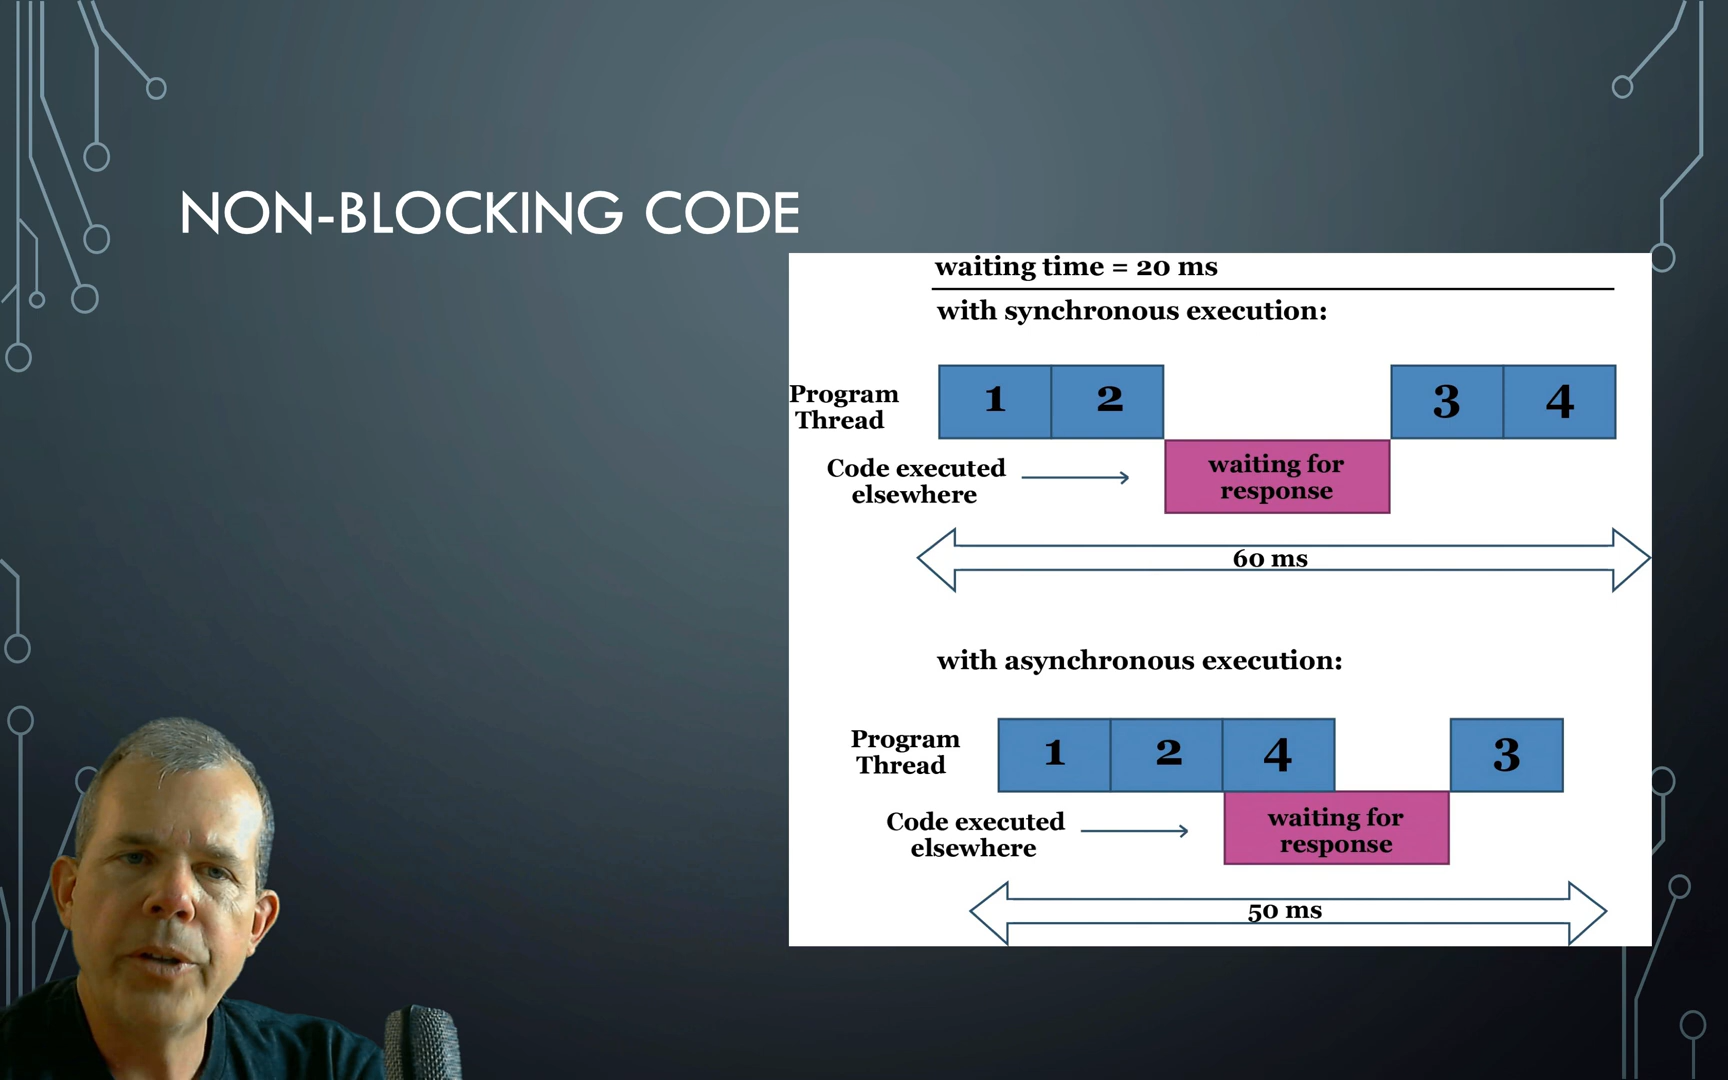 NON-BLOCKING CODE
waiting time = 20 ms
with synchronous execution:
Program
Thread
1
2
3
4
Code executed
elsewhere
waiting for
response
60 ms
with asynchronous execution:
Program
Thread
1
2
4
3
Code executed
elsewhere
waiting for
response
50 ms